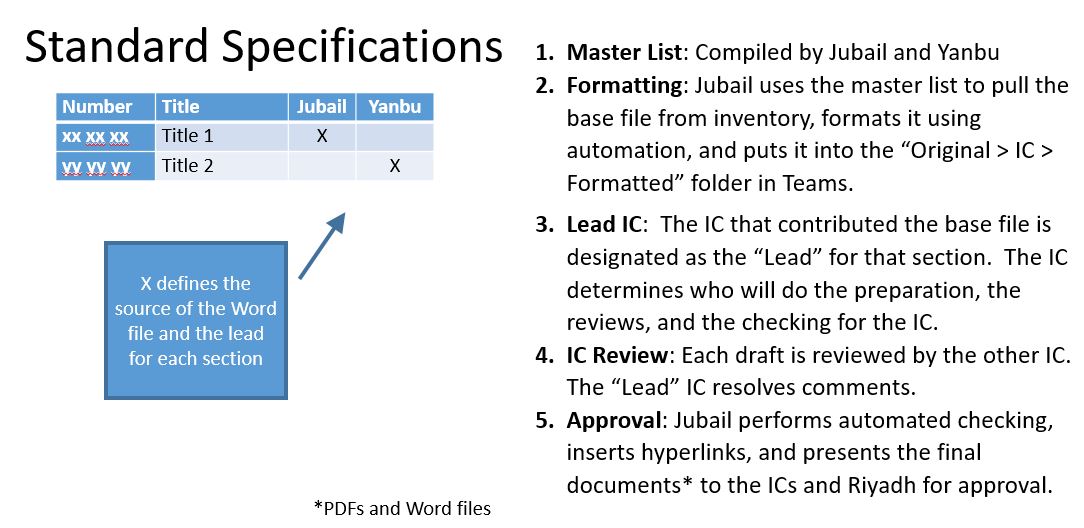 Standard Specifications
Number Title Jubail Yanbu
xx xx xx Title 1 X
yy yy yy Title 2 X
X defines the
source of the Word
file and the lead
for each section
*PDFs and Word files
1. Master List: Compiled by Jubail and Yanbu
2. Formatting: Jubail uses the master list to pull the
base file from inventory, formats it using
automation, and puts it into the “Original > IC >
Formatted” folder in Teams.
3. Lead IC:  The IC that contributed the base file is
designated as the “Lead” for that section.  The IC
determines who will do the preparation, the
reviews, and the checking for the IC.
4. IC Review: Each draft is reviewed by the other IC.
The “Lead” IC resolves comments.
5. Approval: Jubail performs automated checking,
inserts hyperlinks, and presents the final
documents* to the ICs and Riyadh for approval.